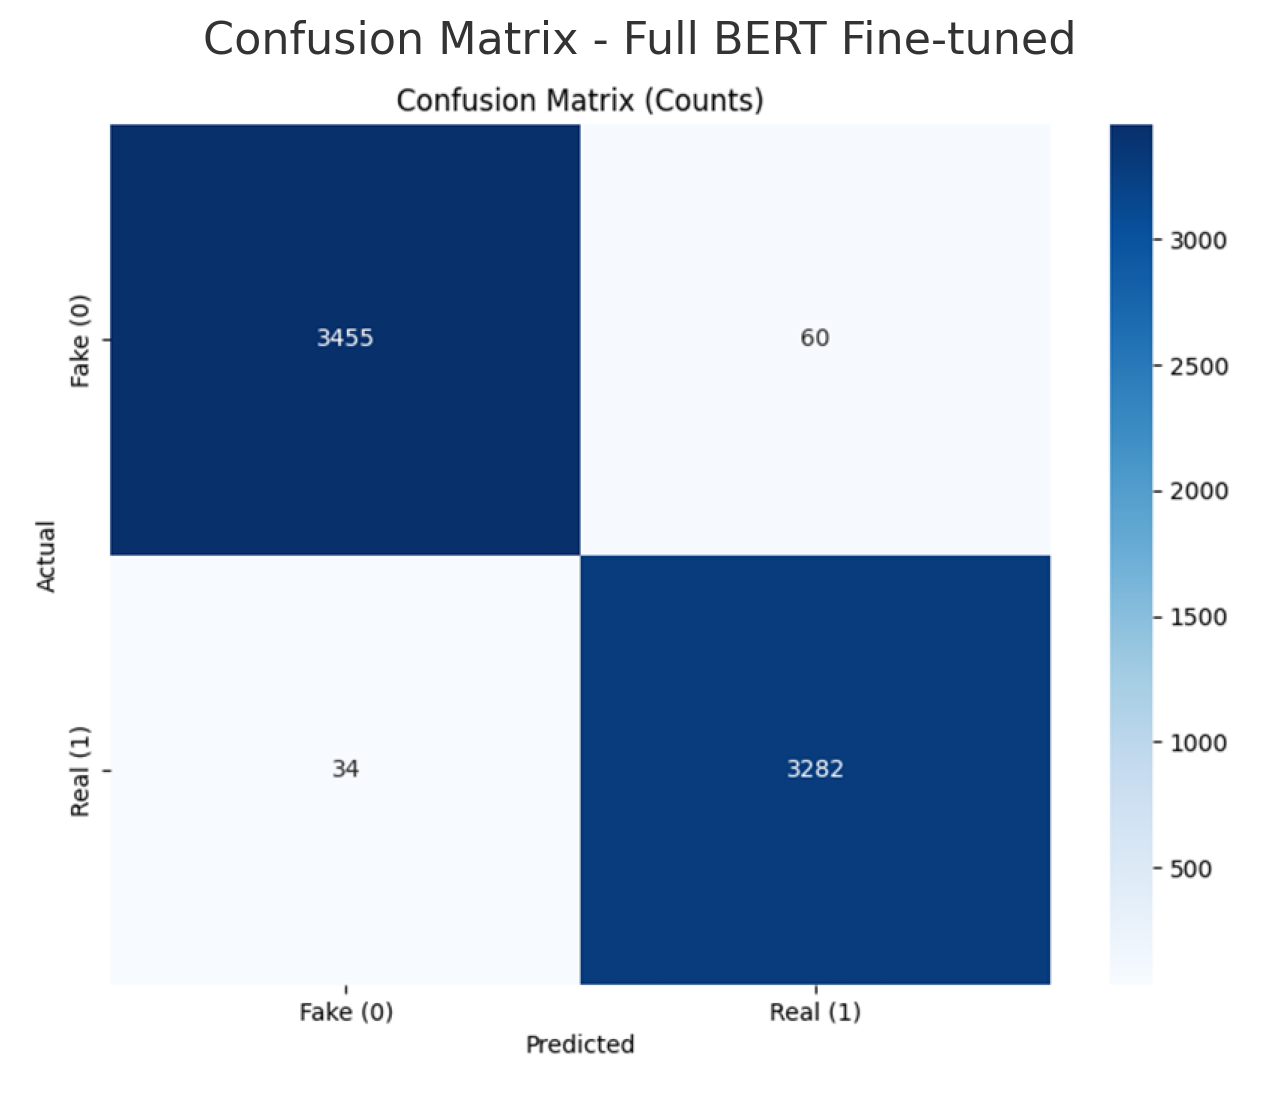 Confusion Matrix - Full BERT Fine-tuned
Confusion Matrix (Counts)
Fake (0)
3455
60
Actual
Real (1)
34
3282
Fake (0)
Real (1)
Predicted
3000
2500
2000
1500
1000
500